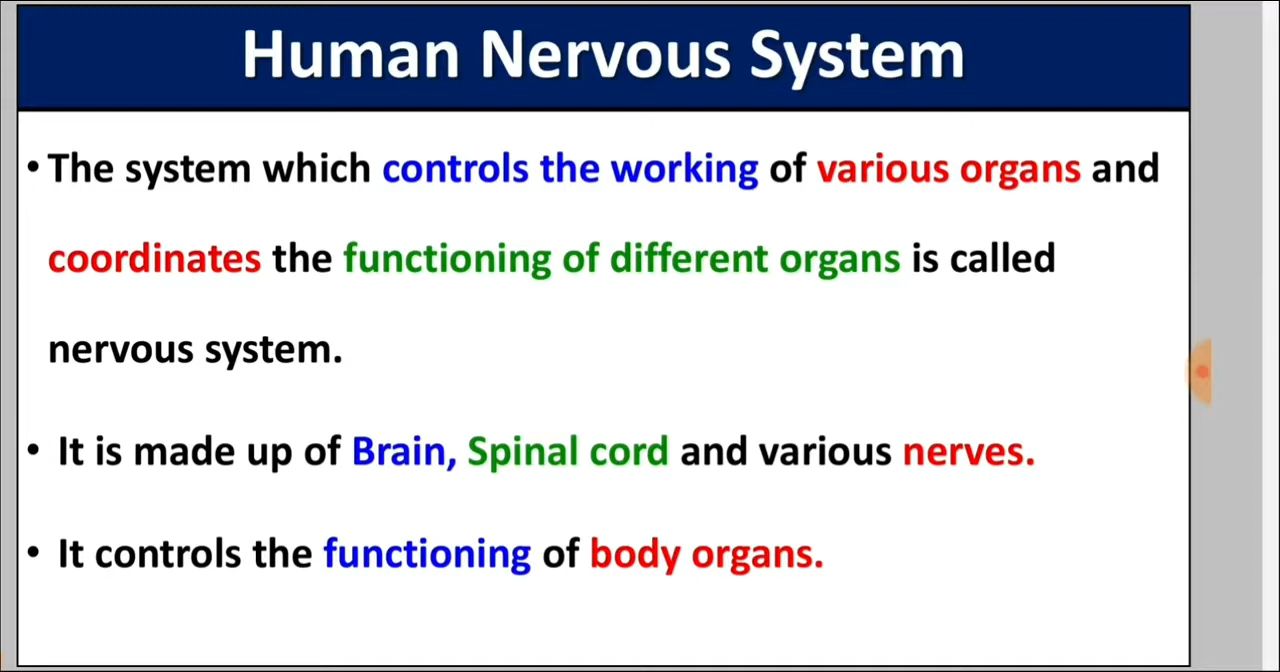 Human Nervous System
• The system which controls the working of various organs and
coordinates the functioning of different organs is called
nervous system.
• It is made up of Brain, Spinal cord and various nerves.
• It controls the functioning of body organs.